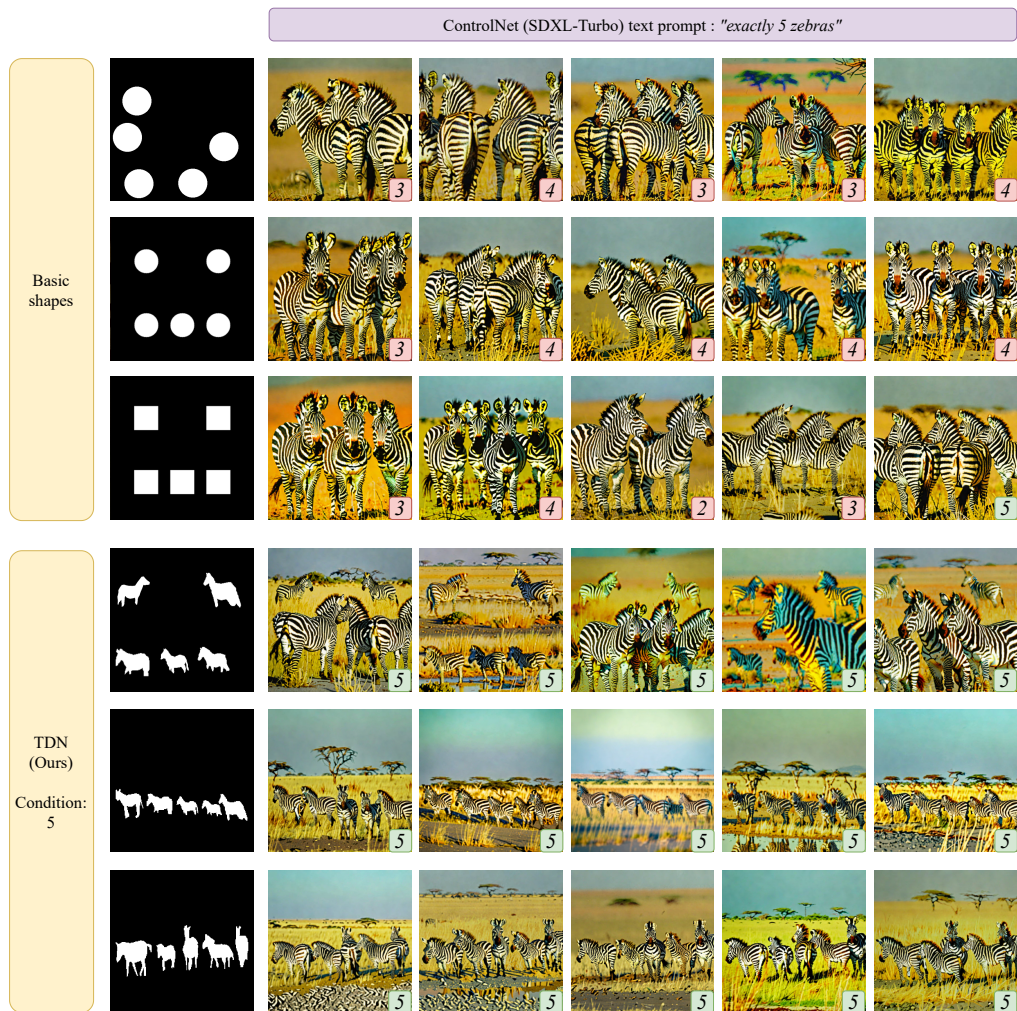 ControlNet (SDXL-Turbo) text prompt : "exactly 5 zebras"
Basic
shapes
3 4 3 3 4
3 4 4 4 4
3 4 2 3 5
TDN
(Ours)
Condition:
5
5 5 5 5 5
5 5 5 5 5
5 5 5 5 5